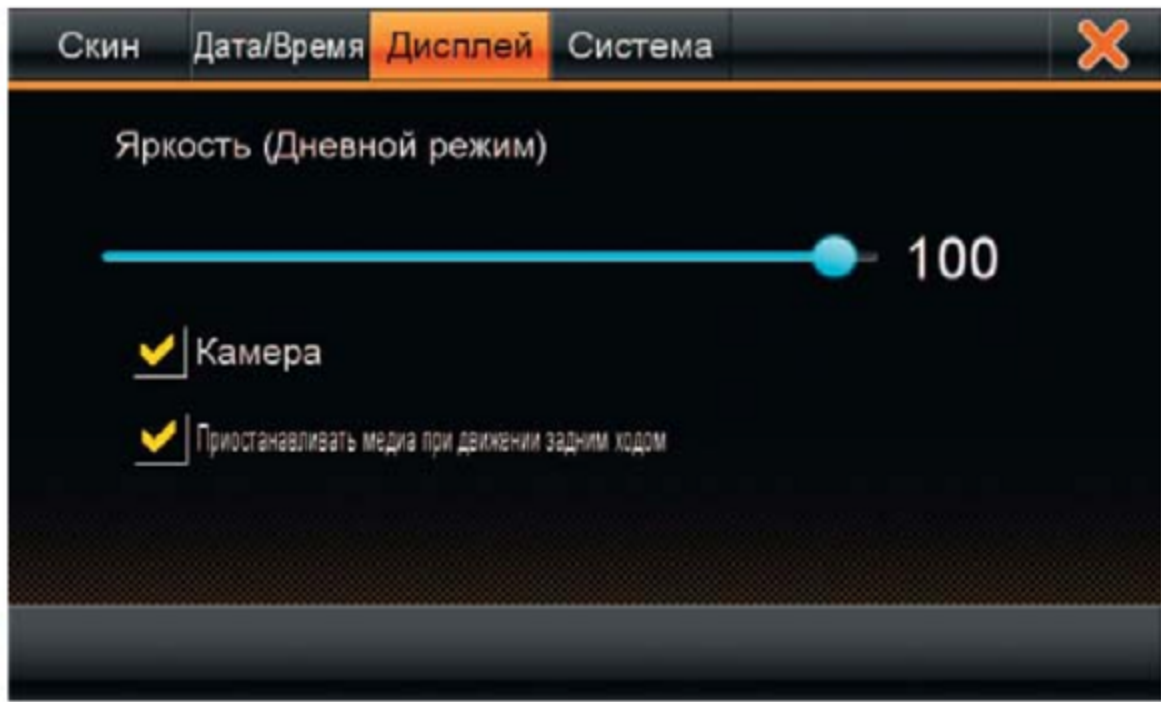 Скин Дата/Время Дисплей Система
Яркость (Дневной режим)
100
Камера
Приостанавливать медиа при движении задним ходом